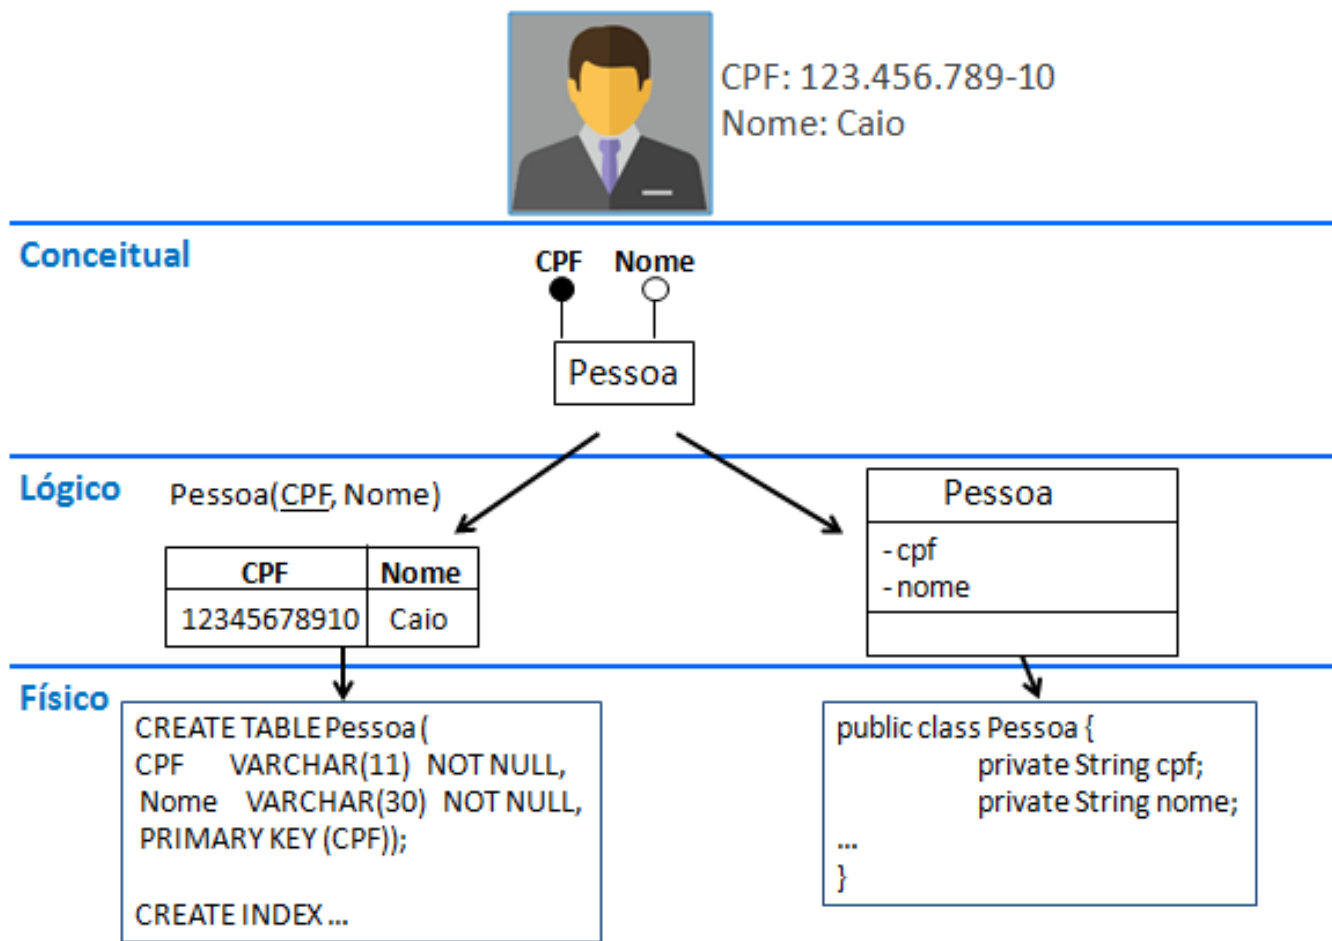 CPF: 123.456.789-10
Nome: Caio
Conceitual
CPF Nome
Pessoa
Lógico
Pessoa(CPF, Nome)
CPF Nome
12345678910 Caio
Pessoa
- cpf
- nome
Físico
CREATE TABLE Pessoa (
CPF VARCHAR(11) NOT NULL,
Nome VARCHAR(30) NOT NULL,
PRIMARY KEY (CPF));
CREATE INDEX ...
public class Pessoa {
private String cpf;
private String nome;
...
}